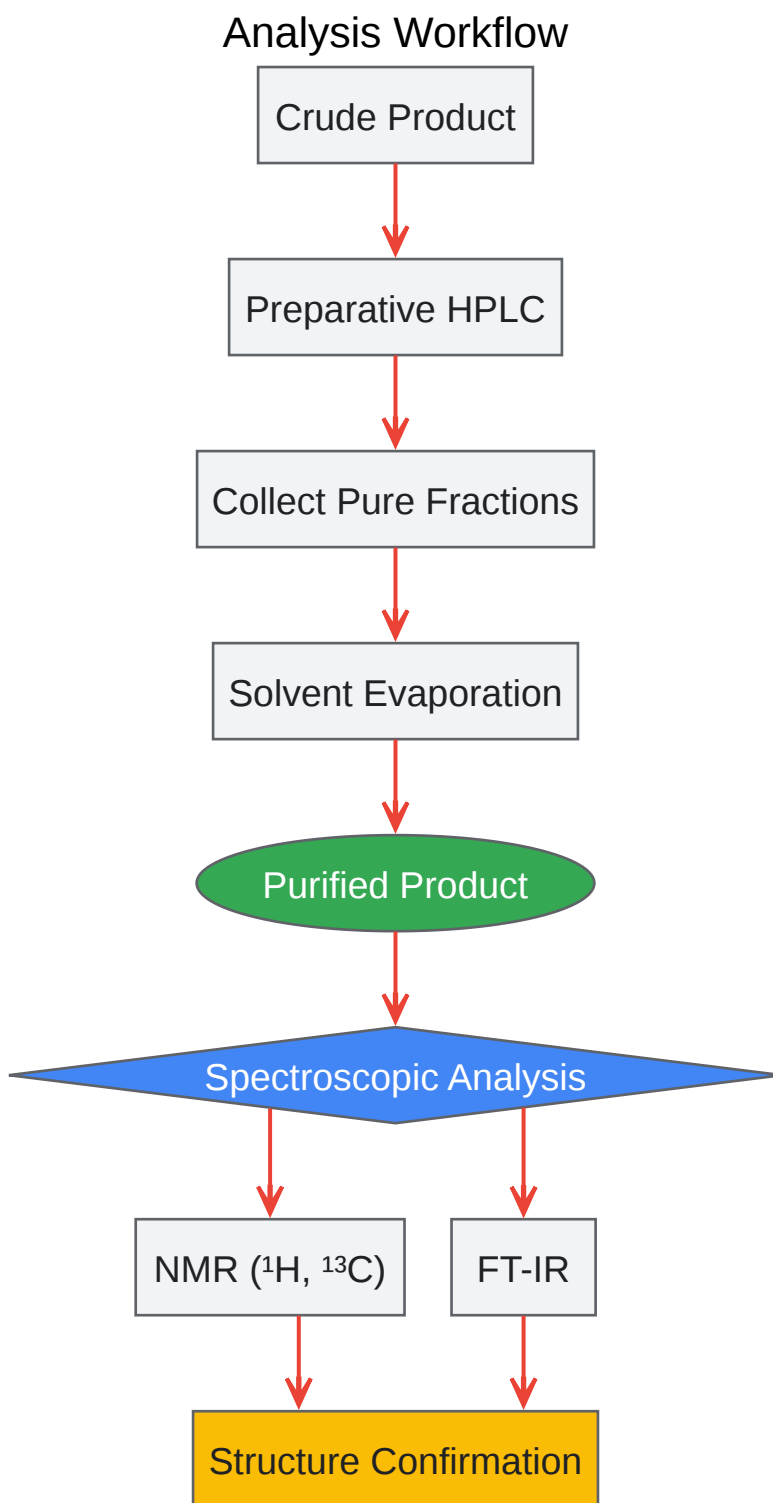 Analysis Workflow
Crude Product
Preparative HPLC
Collect Pure Fractions
Solvent Evaporation
Purified Product
Spectroscopic Analysis
NMR (¹H, ¹³C)
FT-IR
Structure Confirmation